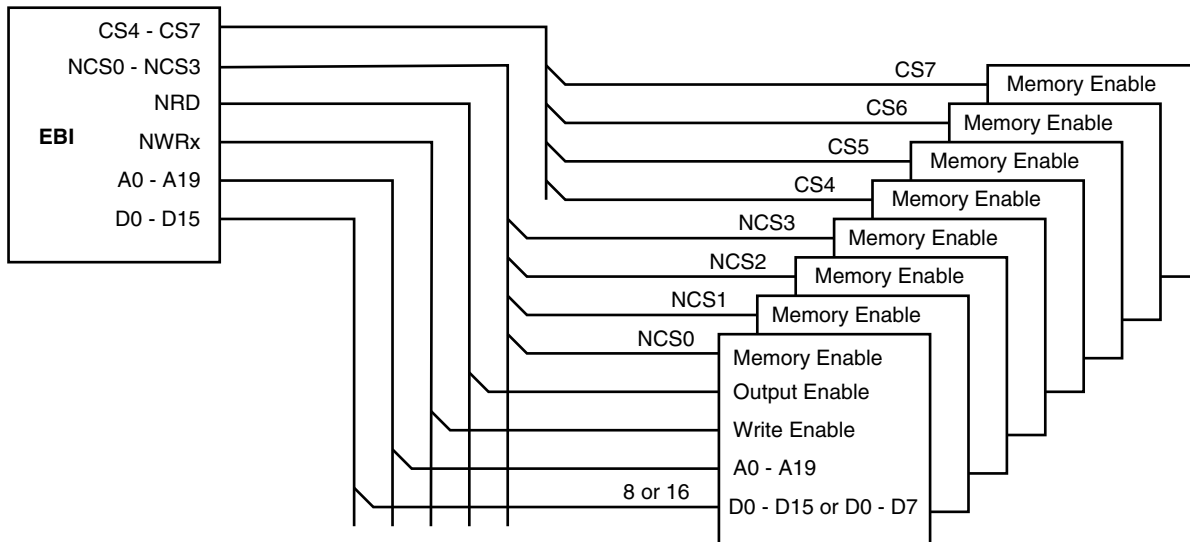 CS4 - CS7
NCS0 - NCS3
NRD
EBI
NWRx
A0 - A19
D0 - D15
CS7
Memory Enable
CS6
Memory Enable
CS5
Memory Enable
CS4
Memory Enable
NCS3
Memory Enable
NCS2
Memory Enable
NCS1
Memory Enable
NCS0
Memory Enable
Output Enable
Write Enable
A0 - A19
8 or 16
D0 - D15 or D0 - D7